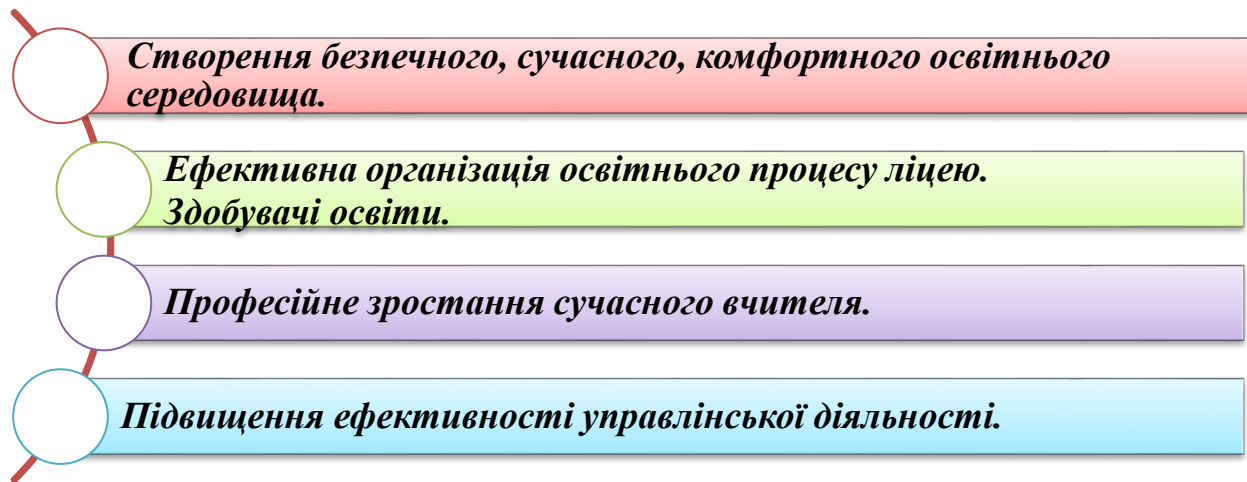 Створення безпечного, сучасного, комфортного освітнього
середовища.
Ефективна організація освітнього процесу ліцею.
Здобувачі освіти.
Професійне зростання сучасного вчителя.
Підвищення ефективності управлінської діяльності.